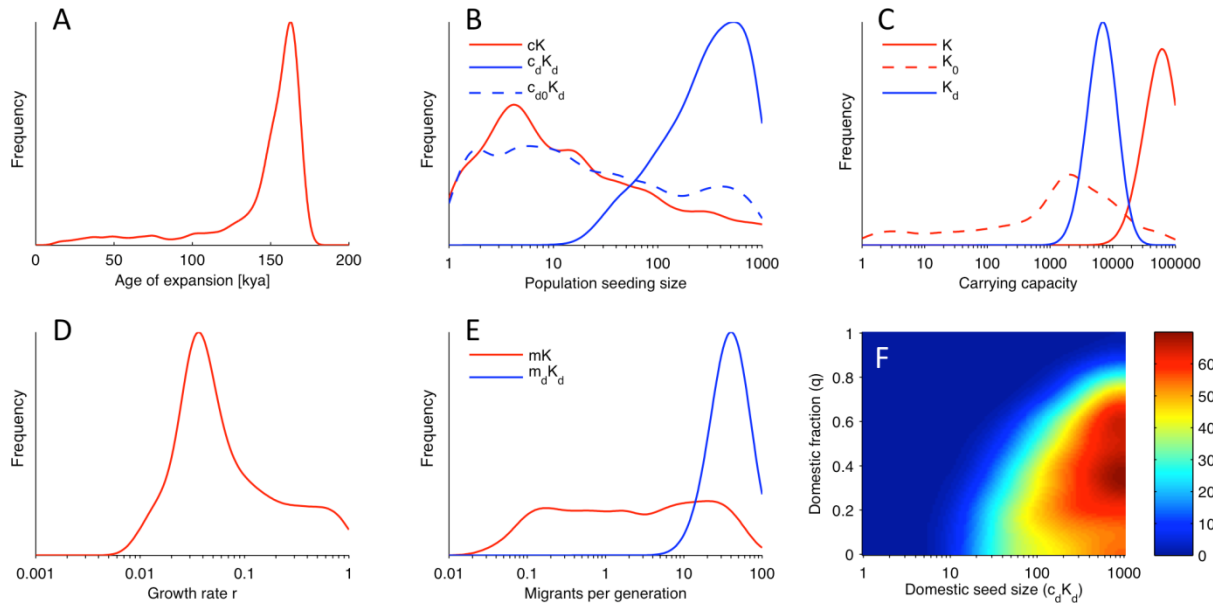 A
Frequency
0 50 100 150 200
Age of expansion [kya]
B
Frequency
cK
c_dK_d
c_d0K_d
1 10 100 1000
Population seeding size
C
Frequency
K
K_0
K_d
1 10 100 1000 10000 100000
Carrying capacity
D
Frequency
0.001 0.01 0.1 1
Growth rate r
E
Frequency
mK
m_dK_d
0.01 0.1 1 10 100
Migrants per generation
F
Domestic fraction (q)
1
0.8
0.6
0.4
0.2
0
1 10 100 1000
Domestic seed size (c_dK_d)
60
50
40
30
20
10
0